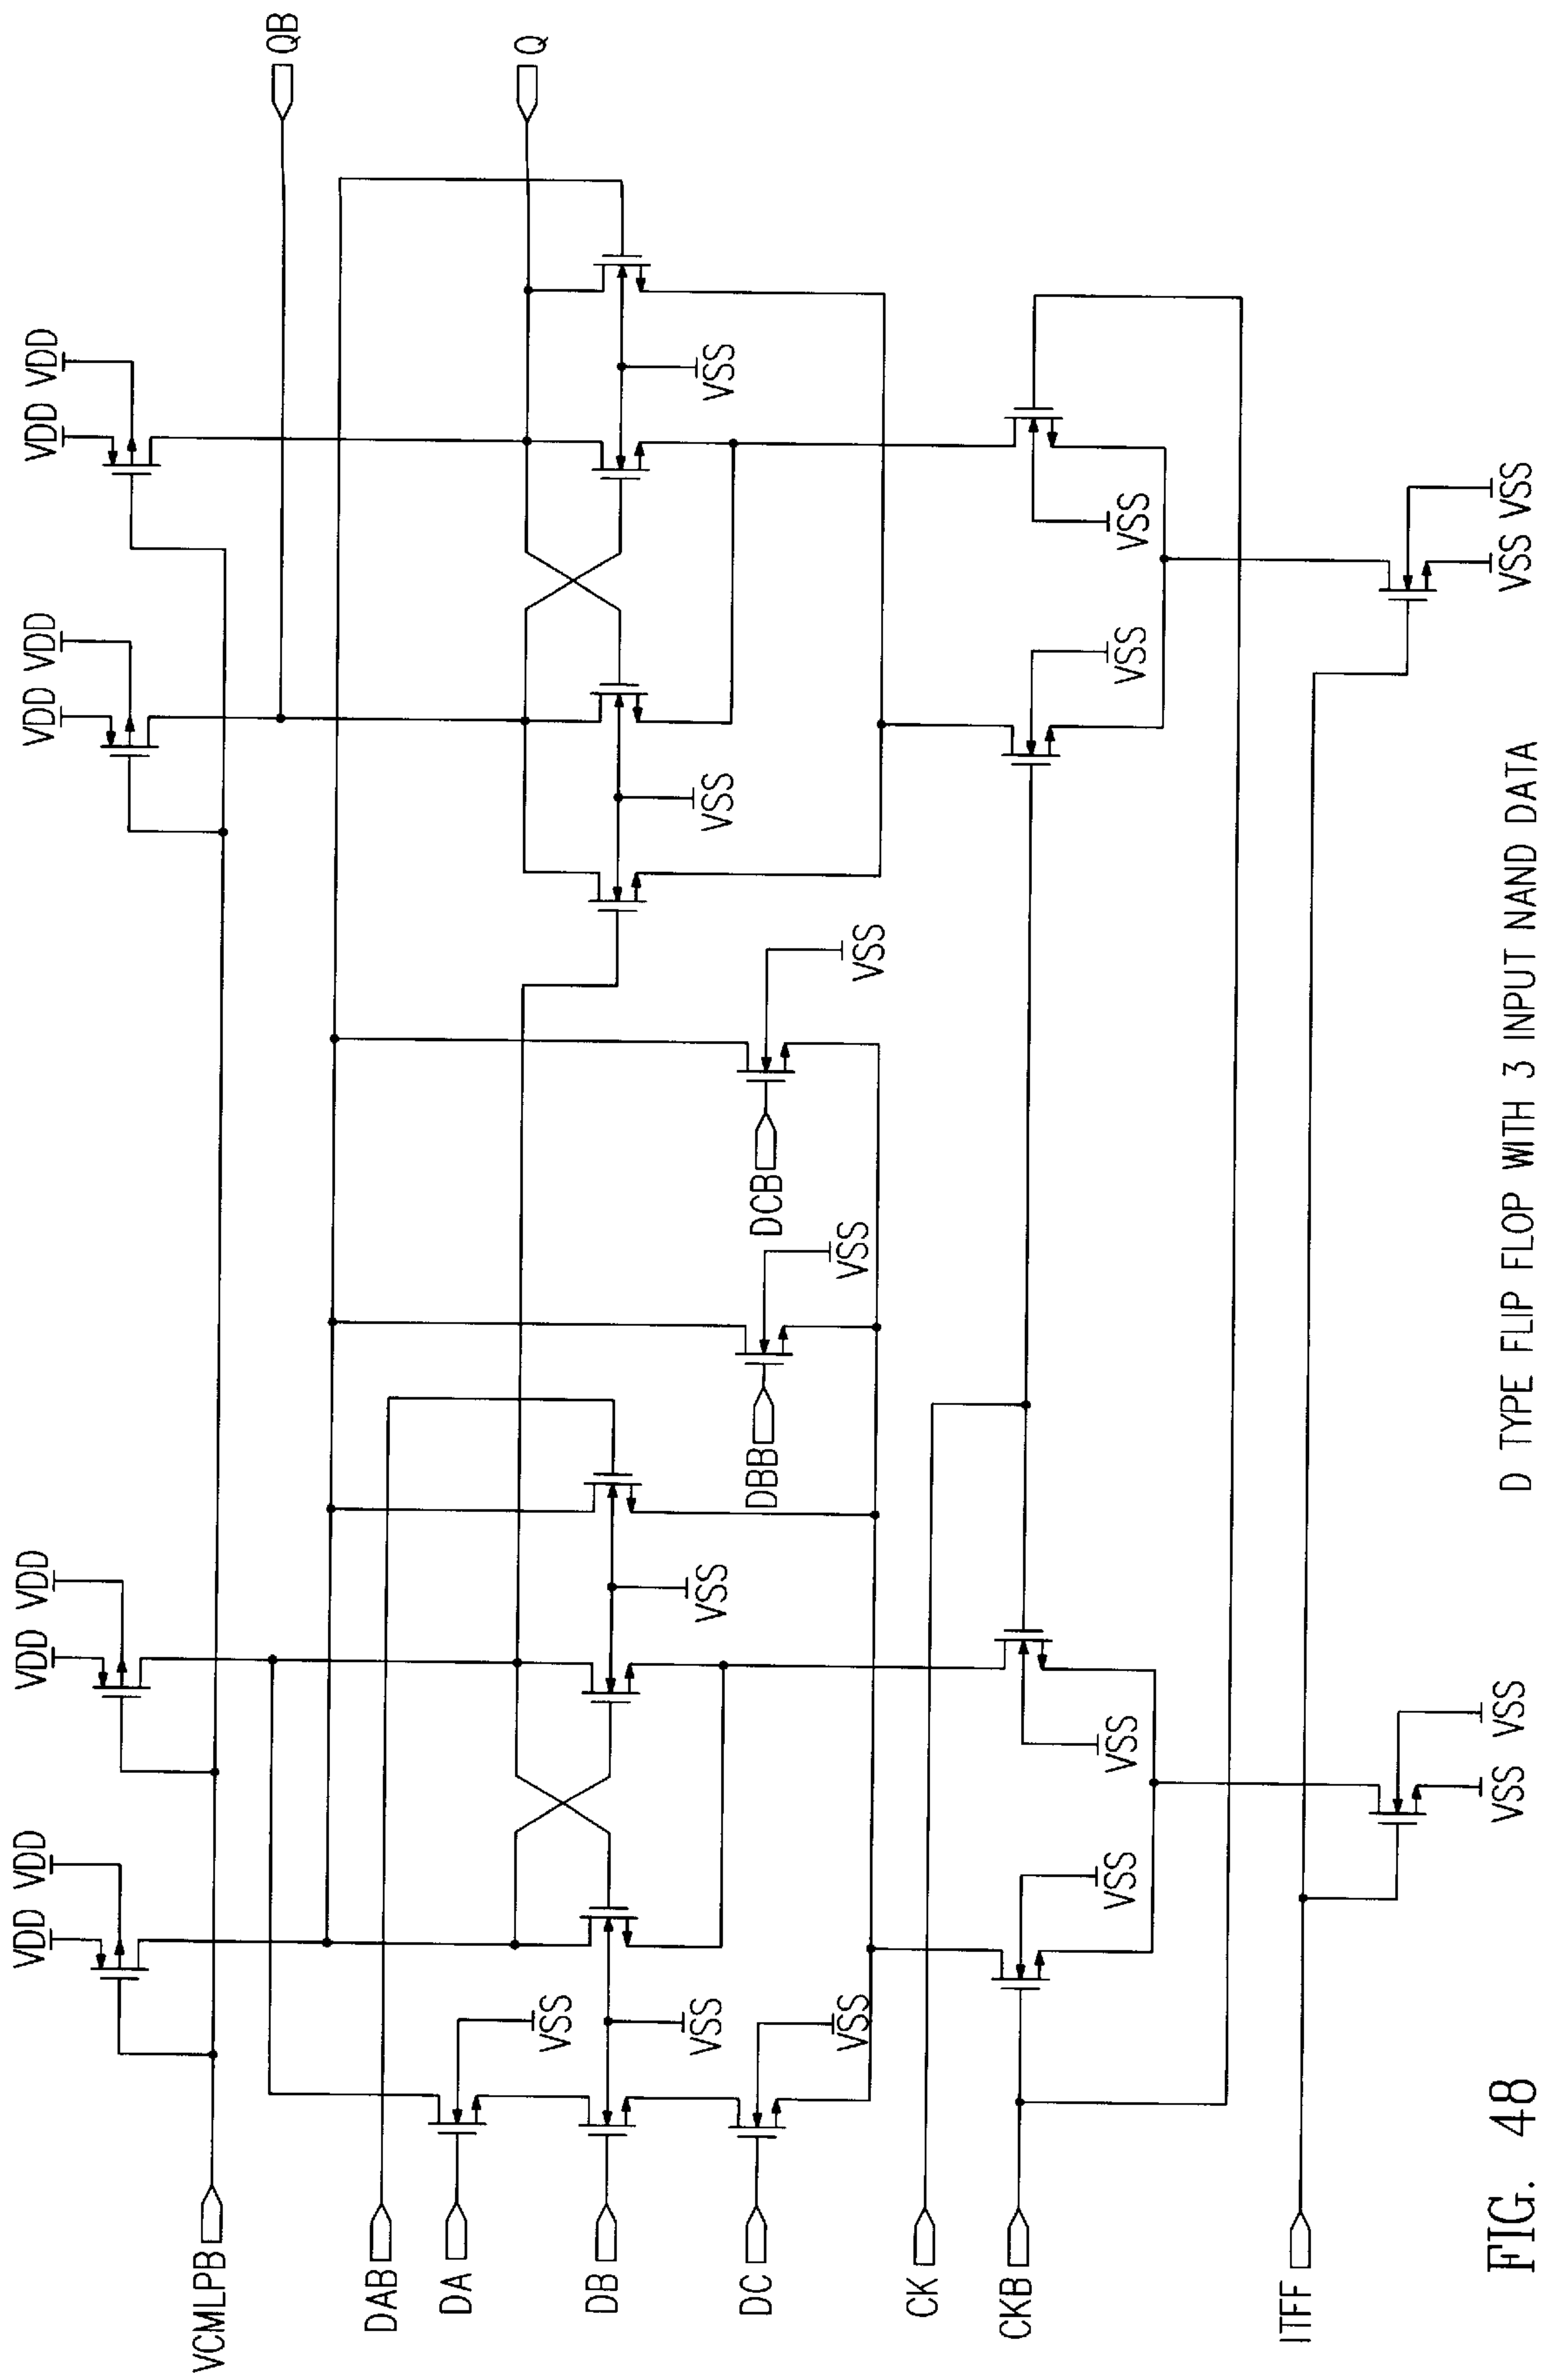 VDD VDD
VDD VDD
VDD VDD
VDD VDD
VCMLPB
QB
DAB
DA
Q
VSS
DB
VSS
VSS
VSS
VSS
DC
DBB
DCB
VSS
VSS
VSS
CK
CKB
VSS
VSS
VSS
VSS
ITFF
VSS VSS
VSS VSS
D TYPE FLIP FLOP WITH 3 INPUT NAND DATA
FIG. 48